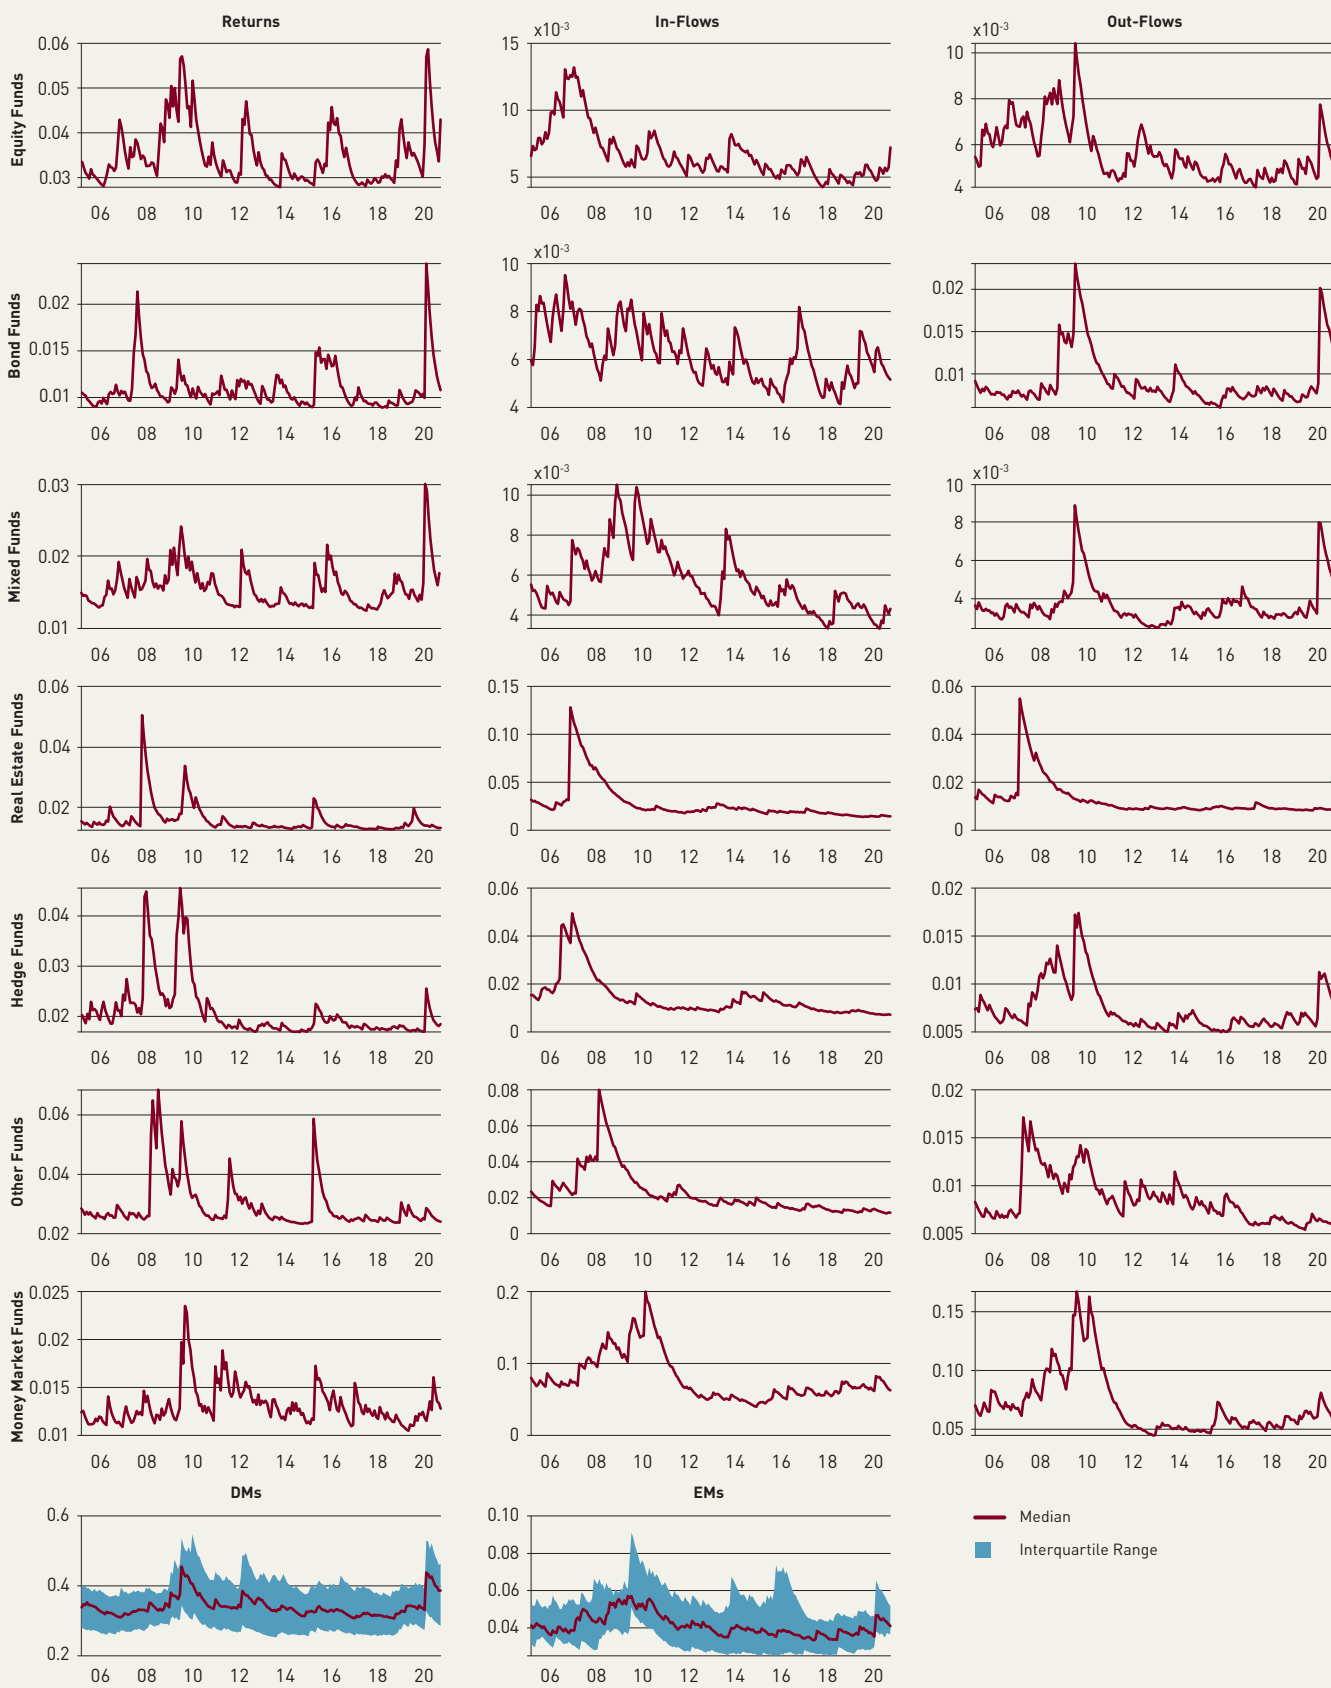 Returns In-Flows Out-Flows
Equity Funds
0.06 0.05 0.04 0.03
x10-3 15 10 5
x10-3 10 8 6 4
06 08 10 12 14 16 18 20
06 08 10 12 14 16 18 20
06 08 10 12 14 16 18 20
Bond Funds
0.02 0.015 0.01
x10-3 10 8 6 4
0.02 0.015 0.01
06 08 10 12 14 16 18 20
06 08 10 12 14 16 18 20
06 08 10 12 14 16 18 20
Mixed Funds
0.03 0.02 0.01
x10-3 10 8 6 4
x10-3 10 8 6 4
06 08 10 12 14 16 18 20
06 08 10 12 14 16 18 20
06 08 10 12 14 16 18 20
Real Estate Funds
0.06 0.04 0.02
0.15 0.10 0.05 0
0.06 0.04 0.02 0
06 08 10 12 14 16 18 20
06 08 10 12 14 16 18 20
06 08 10 12 14 16 18 20
Hedge Funds
0.04 0.03 0.02
0.06 0.04 0.02 0
0.02 0.015 0.01 0.005
06 08 10 12 14 16 18 20
06 08 10 12 14 16 18 20
06 08 10 12 14 16 18 20
Other Funds
0.06 0.04 0.02
0.08 0.06 0.04 0.02 0
0.02 0.015 0.01 0.005
06 08 10 12 14 16 18 20
06 08 10 12 14 16 18 20
06 08 10 12 14 16 18 20
Money Market Funds
0.025 0.02 0.015 0.01
0.2 0.1 0
0.15 0.10 0.05
06 08 10 12 14 16 18 20
06 08 10 12 14 16 18 20
06 08 10 12 14 16 18 20
DMs EMs
0.6 0.4 0.2
0.10 0.08 0.06 0.04
Median
Interquartile Range
06 08 10 12 14 16 18 20
06 08 10 12 14 16 18 20